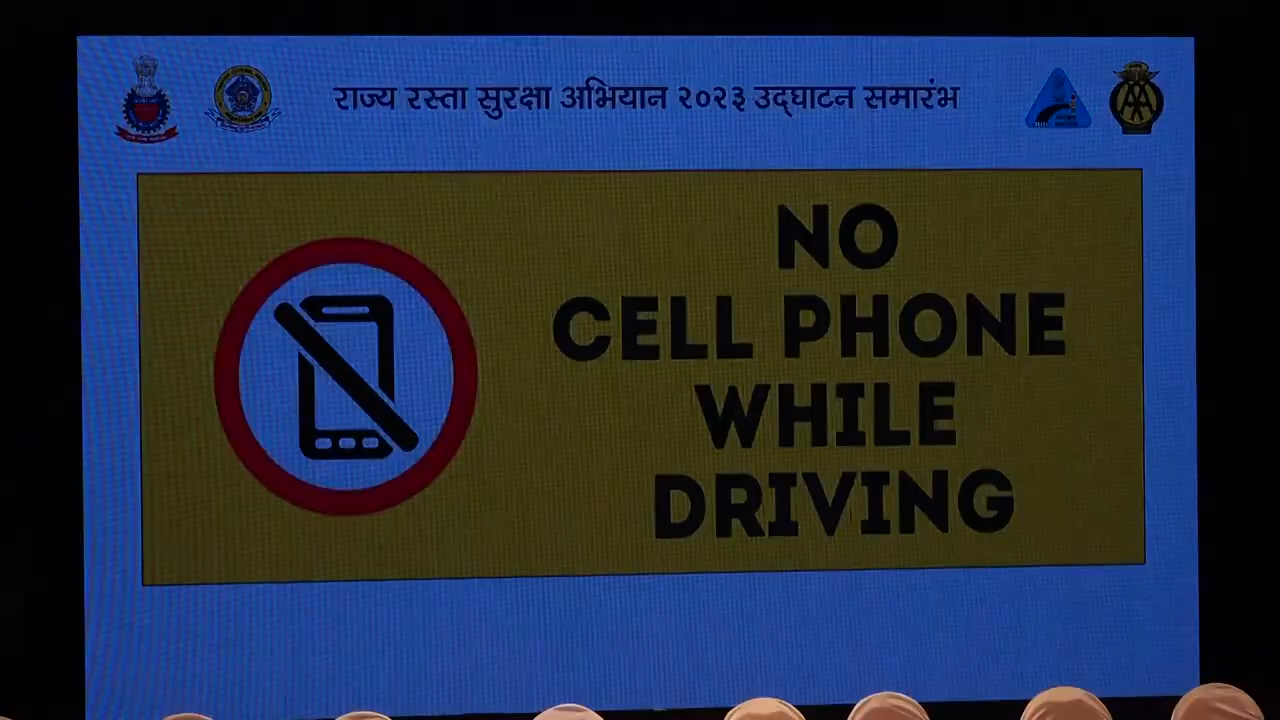 राज्य रस्ता सुरक्षा अभियान २०२३ उद्‌घाटन समारंभ
NO
CELL PHONE
WHILE
DRIVING